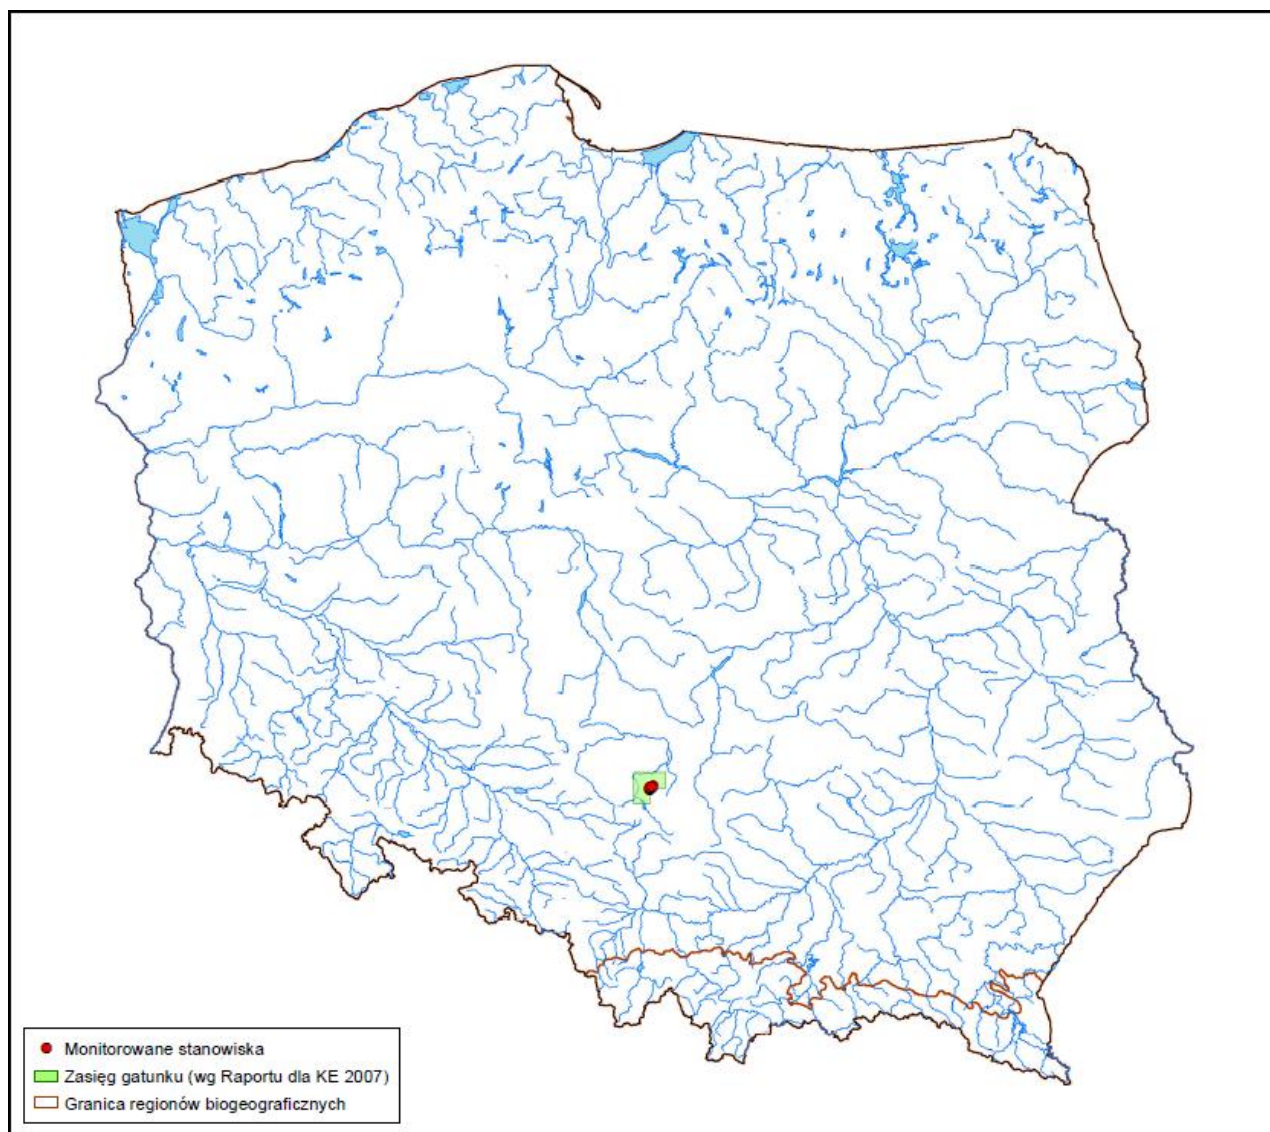 Monitorowane stanowiska
Zasięg gatunku (wg Raportu dla KE 2007)
Granica regionów biogeograficznych